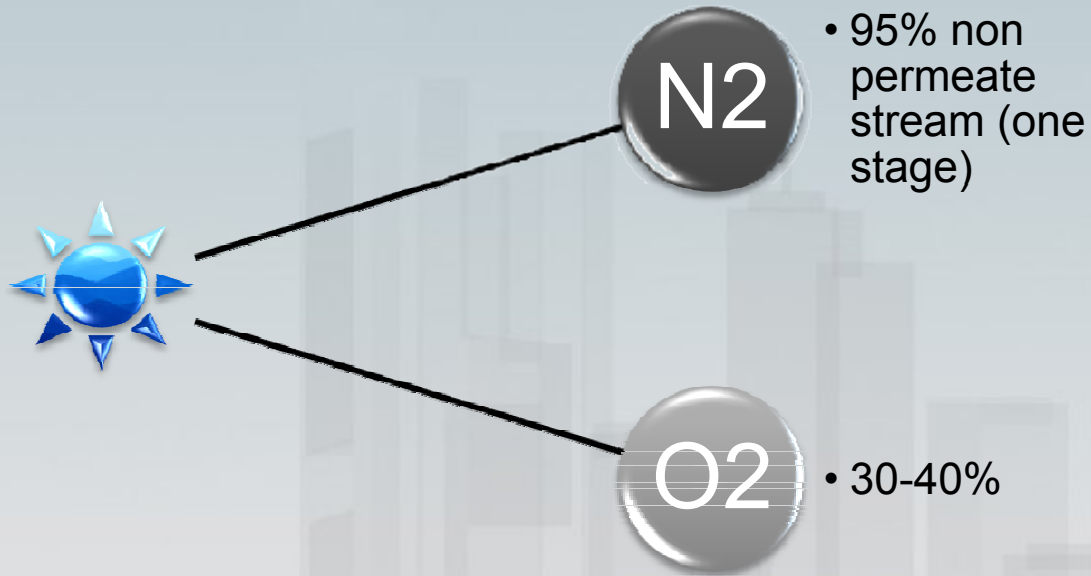 N2
• 95% non
permeate
stream (one
stage)
O2
• 30-40%